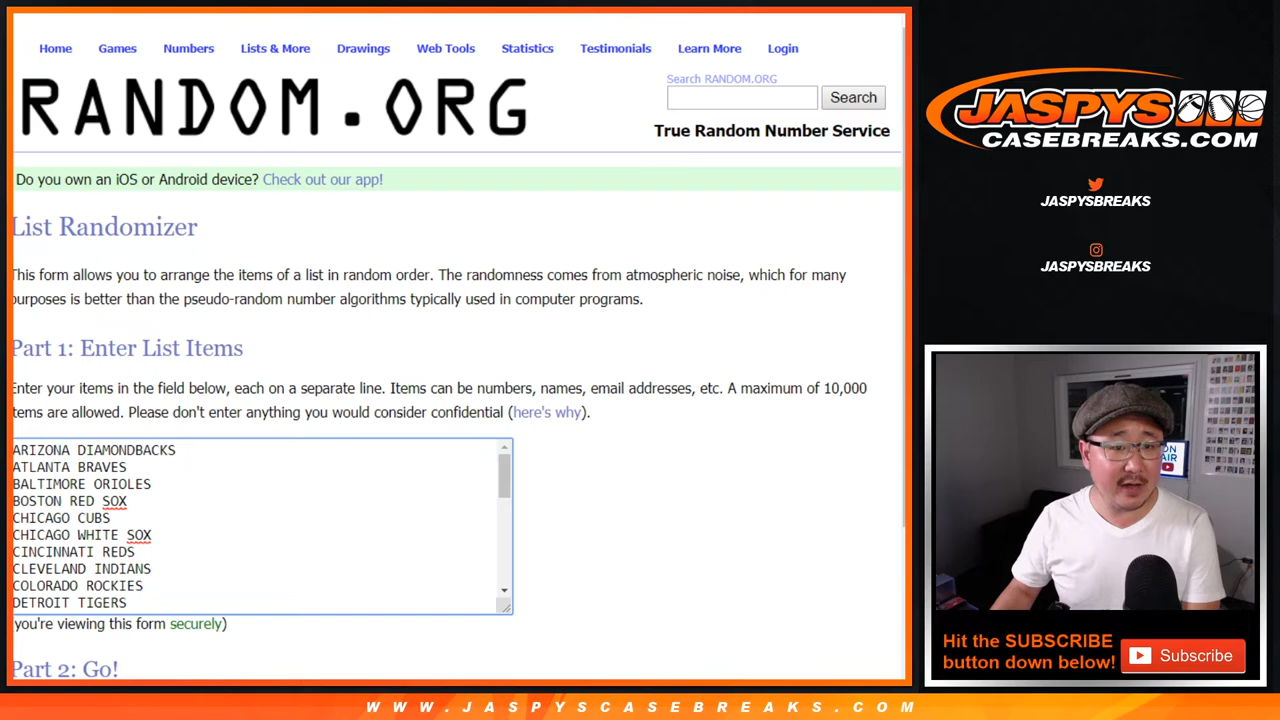 Home Games Numbers Lists & More Drawings Web Tools Statistics Testimonials Learn More Login
RANDOM.ORG
Search RANDOM.ORG
Search
True Random Number Service
Do you own an iOS or Android device? Check out our app!
List Randomizer
This form allows you to arrange the items of a list in random order. The randomness comes from atmospheric noise, which for many
purposes is better than the pseudo-random number algorithms typically used in computer programs.
Part 1: Enter List Items
Enter your items in the field below, each on a separate line. Items can be numbers, names, email addresses, etc. A maximum of 10,000
items are allowed. Please don't enter anything you would consider confidential (here's why).
ARIZONA DIAMONDBACKS
ATLANTA BRAVES
BALTIMORE ORIOLES
BOSTON RED SOX
CHICAGO CUBS
CHICAGO WHITE SOX
CINCINNATI REDS
CLEVELAND INDIANS
COLORADO ROCKIES
DETROIT TIGERS
you're viewing this form securely)
Part 2: Go!
JASPYS
CASEBREAKS.COM
JASPYSBREAKS
JASPYSBREAKS
ON
AIR
Hit the SUBSCRIBE
button down below!
Subscribe
WWW.JASPYSCASEBREAKS.COM